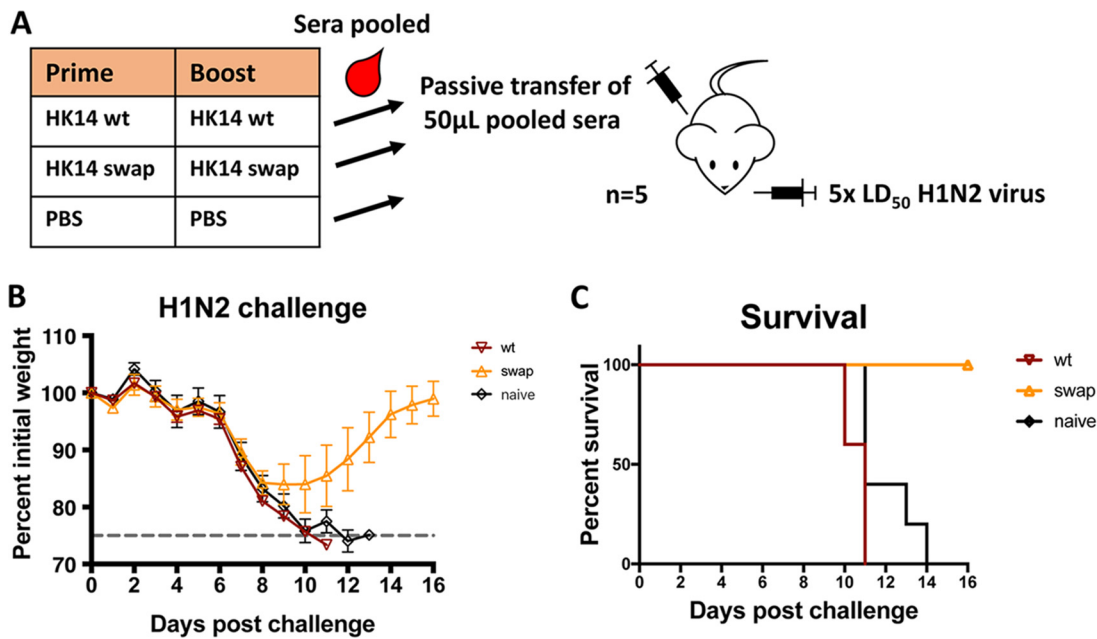 A
Sera pooled
Prime Boost
HK14 wt HK14 wt
HK14 swap HK14 swap
PBS PBS
Passive transfer of
50µL pooled sera
n=5
5x LD50 H1N2 virus
B
H1N2 challenge
Percent initial weight
110
100
90
80
70
0 2 4 6 8 10 12 14 16
Days post challenge
wt
swap
naive
C
Survival
Percent survival
100
50
0
0 2 4 6 8 10 12 14 16
Days post challenge
wt
swap
naive